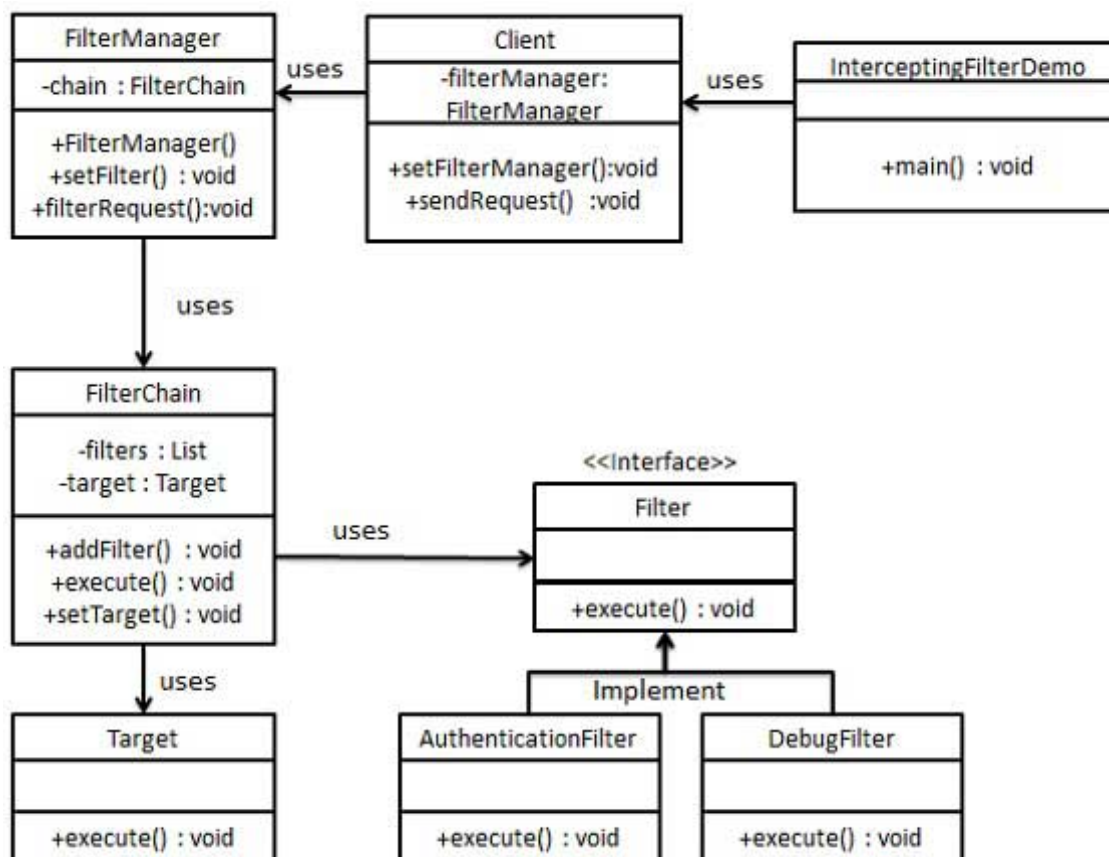 FilterManager
-chain : FilterChain
+FilterManager()
+setFilter() : void
+filterRequest():void
uses
Client
-filterManager:
FilterManager
+setFilterManager():void
+sendRequest() :void
uses
InterceptingFilterDemo
+main() : void
uses
FilterChain
-filters : List
-target : Target
+addFilter() : void
+execute() : void
+setTarget() : void
uses
<<Interface>>
Filter
+execute() : void
uses
Implement
Target
+execute() : void
AuthenticationFilter
+execute() : void
DebugFilter
+execute() : void